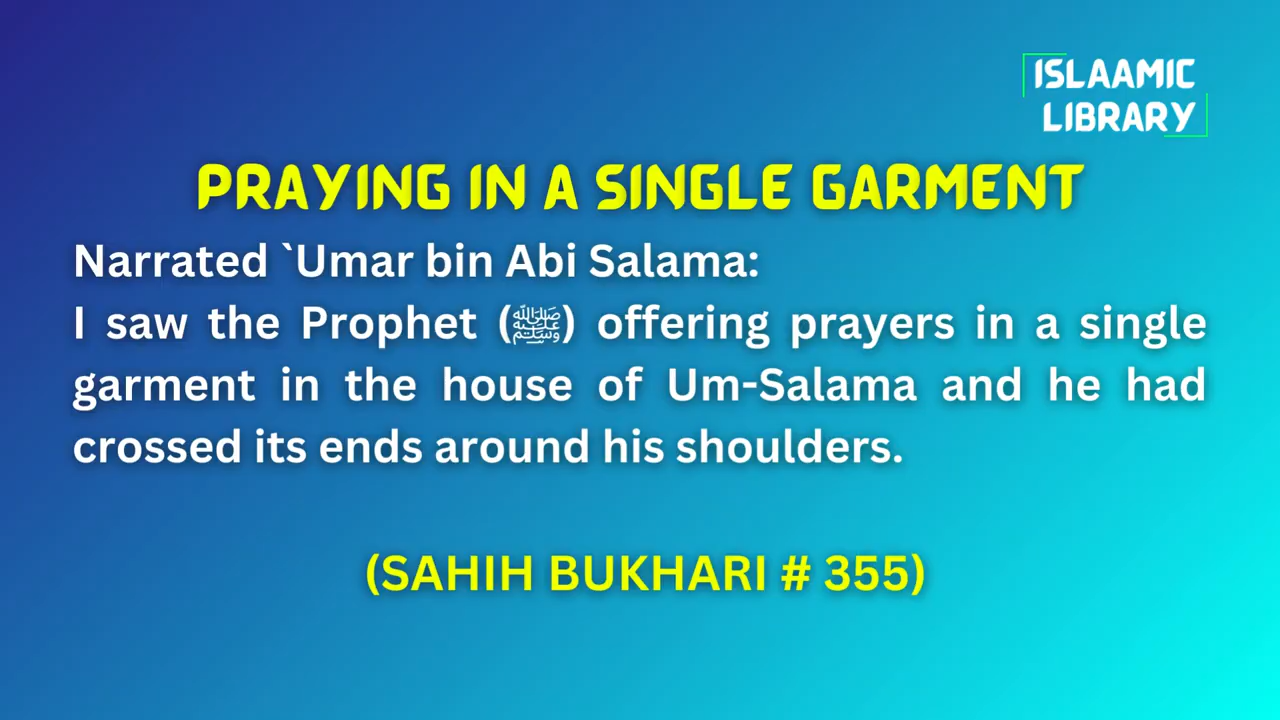 ISLAAMIC
LIBRARY
PRAYING IN A SINGLE GARMENT
Narrated `Umar bin Abi Salama:
I saw the Prophet (ﷺ) offering prayers in a single
garment in the house of Um-Salama and he had
crossed its ends around his shoulders.
(SAHIH BUKHARI # 355)